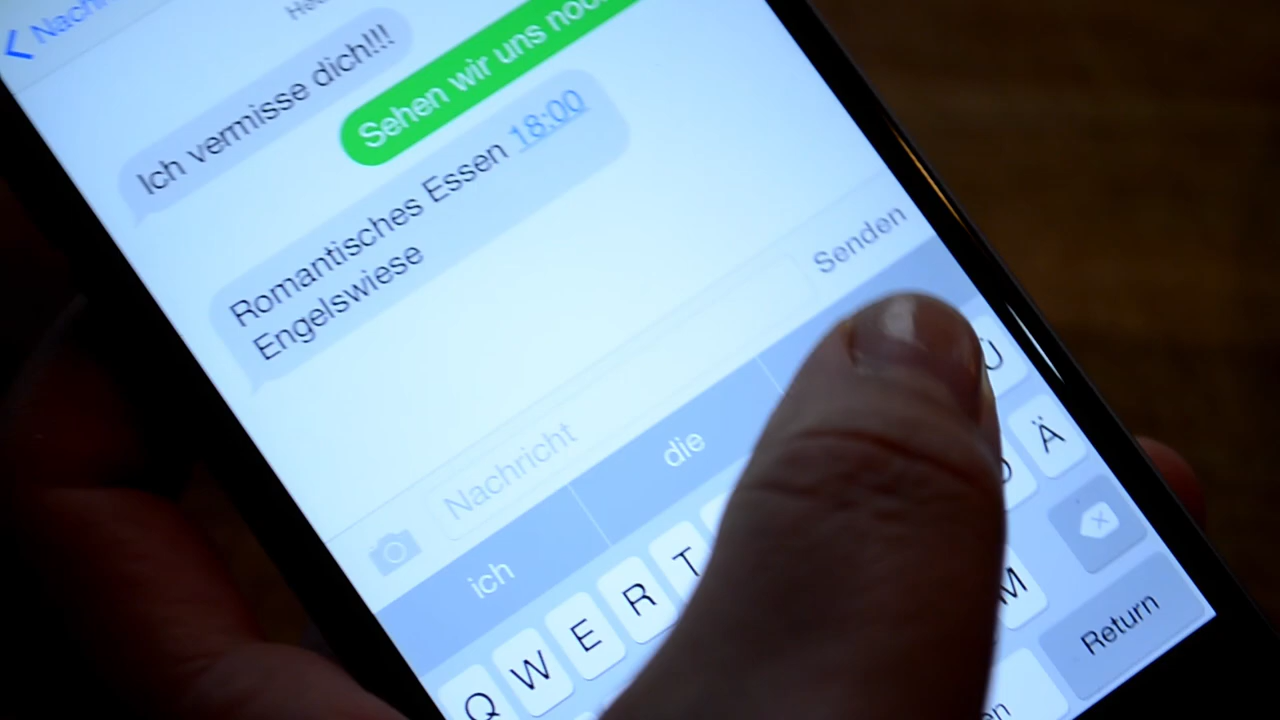 Ich vermisse dich!!!
Sehen wir uns
Romantisches Essen 18:00
Engelswiese
Senden
Nachricht
ich
die
Q W E R T Ü
Ä
M
Return